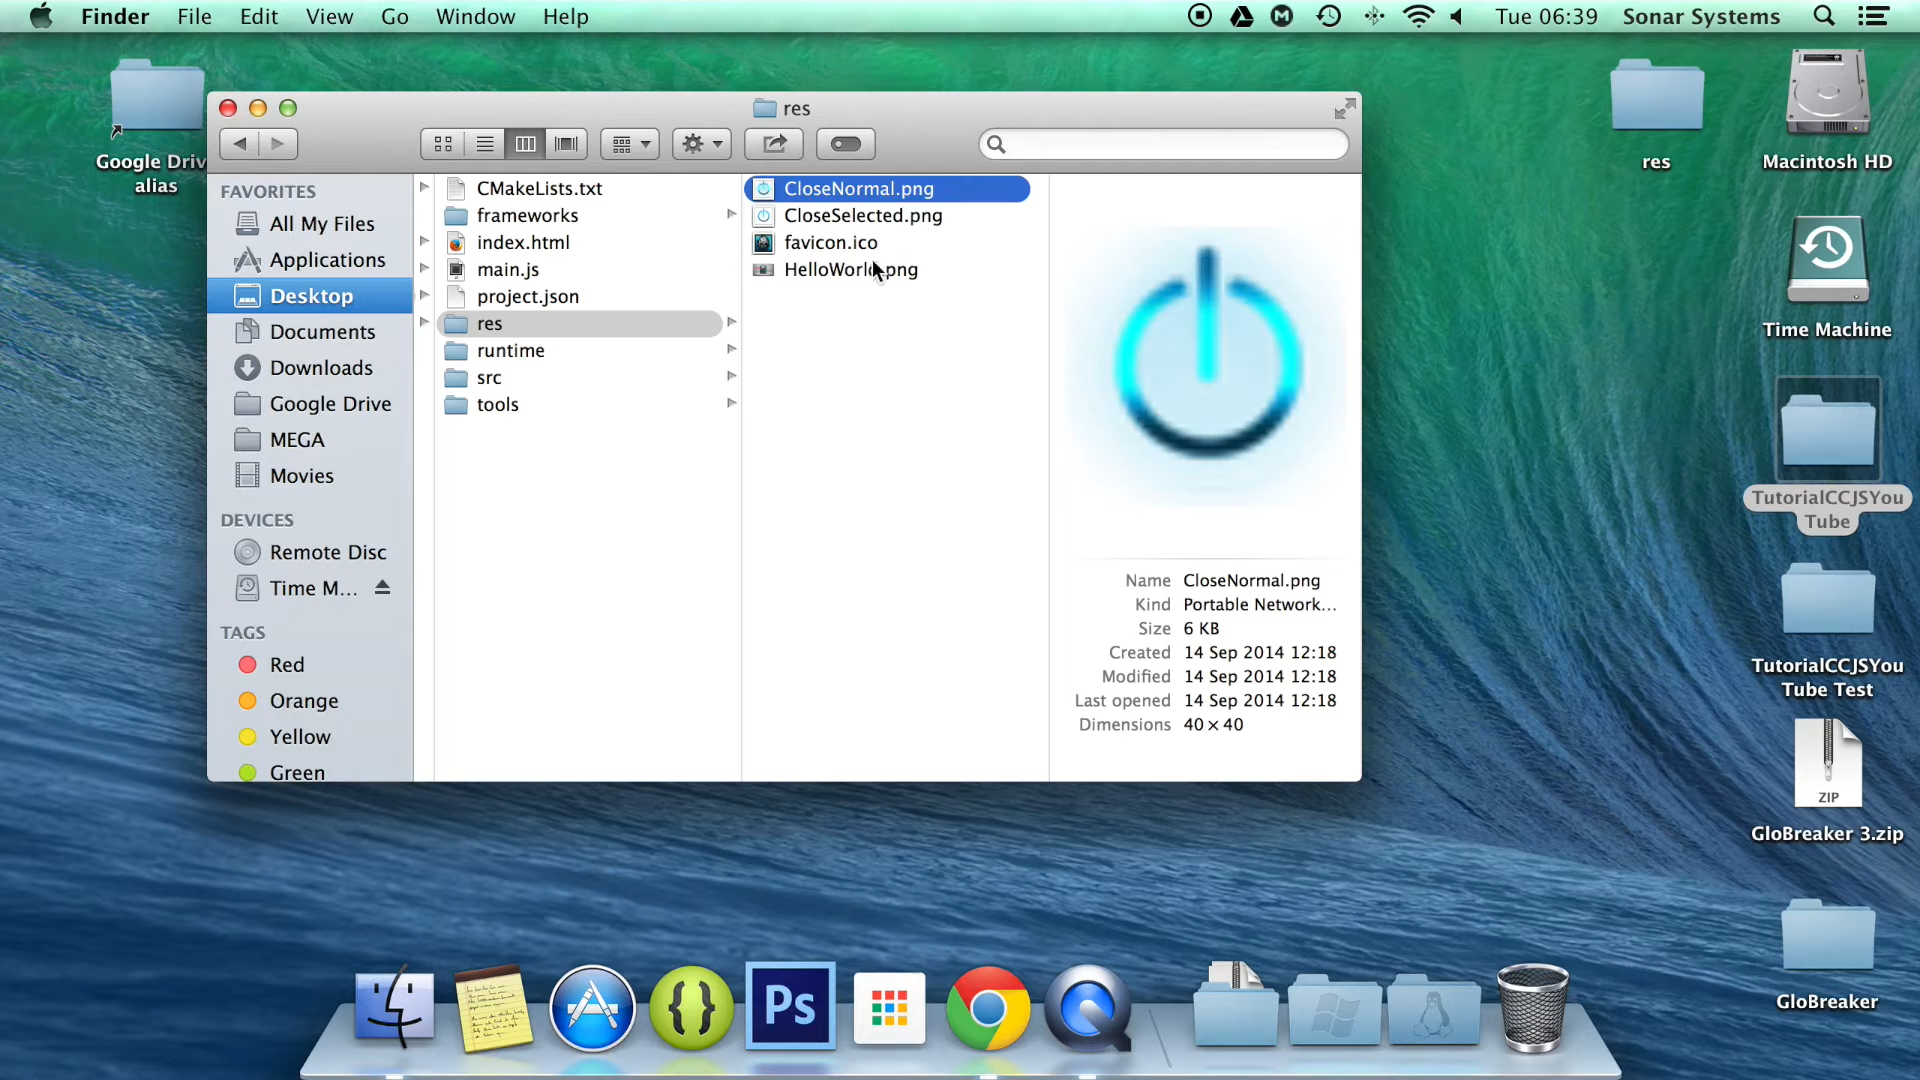 Finder File Edit View Go Window Help
Tue 06:39 Sonar Systems
res
FAVORITES
All My Files
Applications
Desktop
Documents
Downloads
Google Drive
MEGA
Movies
DEVICES
Remote Disc
Time M...
TAGS
Red
Orange
Yellow
Green
CMakeLists.txt
frameworks
index.html
main.js
project.json
res
runtime
src
tools
CloseNormal.png
CloseSelected.png
favicon.ico
HelloWorld.png
Name CloseNormal.png
Kind Portable Network...
Size 6 KB
Created 14 Sep 2014 12:18
Modified 14 Sep 2014 12:18
Last opened 14 Sep 2014 12:18
Dimensions 40 × 40
Google Driv
alias
res
Macintosh HD
Time Machine
TutorialCCJSYou
Tube
TutorialCCJSYou
Tube Test
ZIP
GloBreaker 3.zip
GloBreaker
Ps